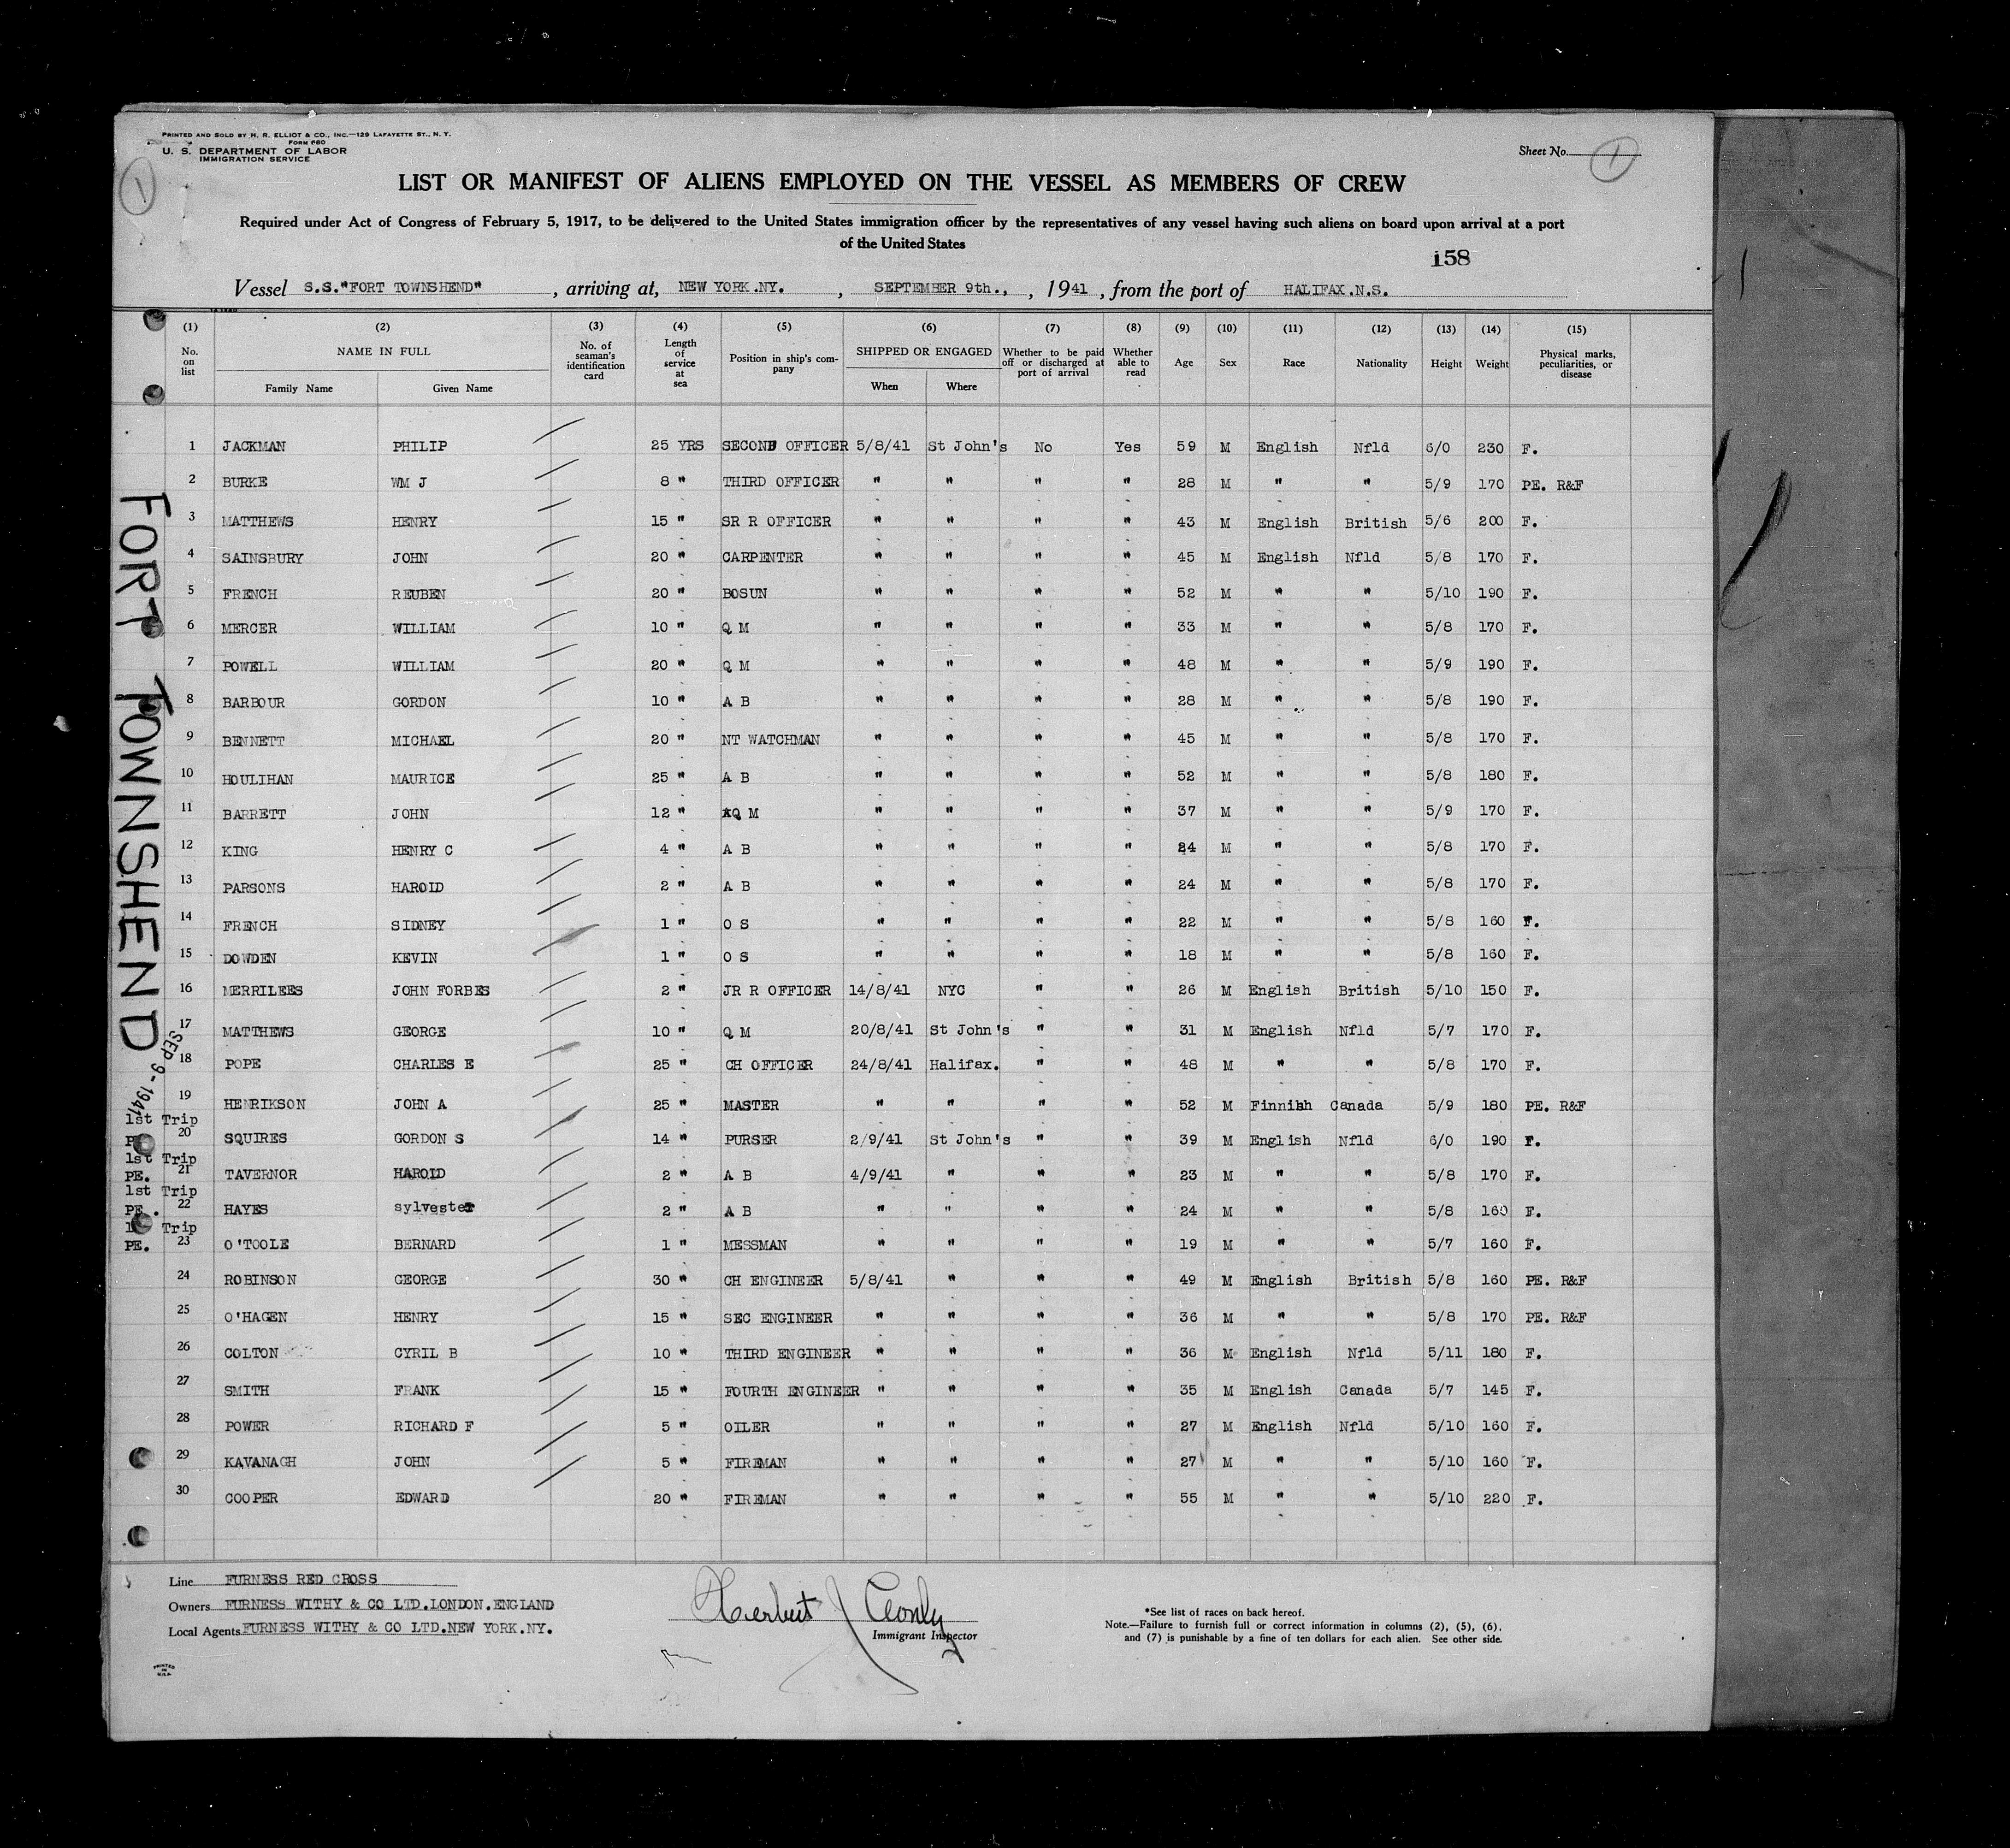 PRINTED AND SOLD BY H. R. ELLIOT & CO., INC.—129 LAFAYETTE ST., N. Y.
FORM 680
U. S. DEPARTMENT OF LABOR
IMMIGRATION SERVICE
Sheet No. 1
1
LIST OR MANIFEST OF ALIENS EMPLOYED ON THE VESSEL AS MEMBERS OF CREW
Required under Act of Congress of February 5, 1917, to be delivered to the United States immigration officer by the representatives of any vessel having such aliens on board upon arrival at a port
of the United States
158
Vessel S.S."FORT TOWNSHEND", arriving at, NEW YORK.NY., SEPTEMBER 9th., , 1941, from the port of HALIFAX.N.S.
(1) (2) (3) (4) (5) (6) (7) (8) (9) (10) (11) (12) (13) (14) (15)
No. on list NAME IN FULL Family Name Given Name No. of seaman's identification card Length of service at sea Position in ship's company SHIPPED OR ENGAGED When Where Whether to be paid off or discharged at port of arrival Whether able to read Age Sex Race Nationality Height Weight Physical marks, peculiarities, or disease
1 JACKMAN PHILIP 25 YRS SECOND OFFICER 5/8/41 St John's No Yes 59 M English Nfld 6/0 230 F.
2 BURKE WM J 8 " THIRD OFFICER " " " " 28 M " " 5/9 170 PE. R&F
3 MATTHEWS HENRY 15 " SR R OFFICER " " " " 43 M English British 5/6 200 F.
4 SAINSBURY JOHN 20 " CARPENTER " " " " 45 M English Nfld 5/8 170 F.
5 FRENCH REUBEN 20 " BOSUN " " " " 52 M " " 5/10 190 F.
6 MERCER WILLIAM 10 " Q M " " " " 33 M " " 5/8 170 F.
7 POWELL WILLIAM 20 " Q M " " " " 48 M " " 5/9 190 F.
8 BARBOUR GORDON 10 " A B " " " " 28 M " " 5/8 190 F.
9 BENNETT MICHAEL 20 " NT WATCHMAN " " " " 45 M " " 5/8 170 F.
10 HOULIHAN MAURICE 25 " A B " " " " 52 M " " 5/8 180 F.
11 BARRETT JOHN 12 " Q M " " " " 37 M " " 5/9 170 F.
12 KING HENRY C 4 " A B " " " " 24 M " " 5/8 170 F.
13 PARSONS HAROLD 2 " A B " " " " 24 M " " 5/8 170 F.
14 FRENCH SIDNEY 1 " O S " " " " 22 M " " 5/8 160 F.
15 DOWDEN KEVIN 1 " O S " " " " 18 M " " 5/8 160 F.
16 MERRILEES JOHN FORBES 2 " JR R OFFICER 14/8/41 NYC " " 26 M English British 5/10 150 F.
17 MATTHEWS GEORGE 10 " Q M 20/8/41 St John's " " 31 M English Nfld 5/7 170 F.
18 POPE CHARLES E 25 " CH OFFICER 24/8/41 Halifax. " " 48 M " " 5/8 170 F.
19 HENRIKSON JOHN A 25 " MASTER " " " " 52 M Finnish Canada 5/9 180 PE. R&F
1st Trip
PE. 20 SQUIRES GORDON S 14 " PURSER 2/9/41 St John's " " 39 M English Nfld 6/0 190 F.
1st Trip
PE. 21 TAVERNOR HAROLD 2 " A B 4/9/41 " " " 23 M " " 5/8 170 F.
1st Trip
PE. 22 HAYES sylvester 2 " A B " " " " 24 M " " 5/8 160 F.
1st Trip
PE. 23 O'TOOLE BERNARD 1 " MESSMAN " " " " 19 M " " 5/7 160 F.
24 ROBINSON GEORGE 30 " CH ENGINEER 5/8/41 " " " 49 M English British 5/8 160 PE. R&F
25 O'HAGEN HENRY 15 " SEC ENGINEER " " " " 36 M " " 5/8 170 PE. R&F
26 COLTON CYRIL B 10 " THIRD ENGINEER " " " " 36 M English Nfld 5/11 180 F.
27 SMITH FRANK 15 " FOURTH ENGINEER " " " " 35 M English Canada 5/7 145 F.
28 POWER RICHARD F 5 " OILER " " " " 27 M English Nfld 5/10 160 F.
29 KAVANAGH JOHN 5 " FIREMAN " " " " 27 M " " 5/10 160 F.
30 COOPER EDWARD 20 " FIREMAN " " " " 55 M " " 5/10 220 F.
FORT TOWNSHEND
SEP 9- 1941
Line FURNESS RED CROSS
Owners FURNESS WITHY & CO LTD.LONDON.ENGLAND
Local Agents FURNESS WITHY & CO LTD.NEW YORK.NY.
Herbert J
Immigrant Inspector
*See list of races on back hereof.
Note.—Failure to furnish full or correct information in columns (2), (5), (6).
and (7) is punishable by a fine of ten dollars for each alien. See other side.
PRINTED IN U.S.A.